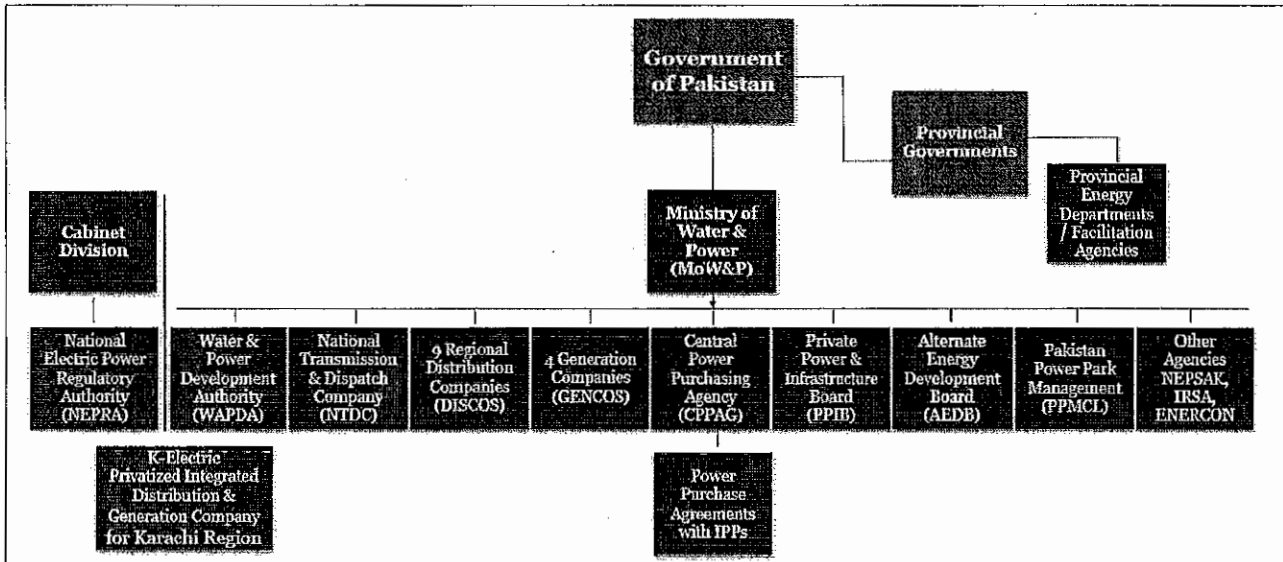 Government
of Pakistan
Provincial
Governments
Provincial
Energy
Departments
/ Facilitation
Agencies
Cabinet
Division
Ministry of
Water &
Power
(MoW&P)
National
Electric Power
Regulatory
Authority
(NEPRA)
Water &
Power
Development
Authority
(WAPDA)
National
Transmission
& Dispatch
Company
(NTDC)
9 Regional
Distribution
Companies
(DISCOS)
4 Generation
Companies
(GENCOS)
Central
Power
Purchasing
Agency
(CPPAG)
Private
Power &
Infrastructure
Board
(PPIB)
Alternate
Energy
Development
Board
(AEDB)
Pakistan
Power Park
Management
(PPMCL)
Other
Agencies
NEPSAK,
IRSA,
ENERCON
K-Electric
Privatized Integrated
Distribution &
Generation Company
for Karachi Region
Power
Purchase
Agreements
with IPPs